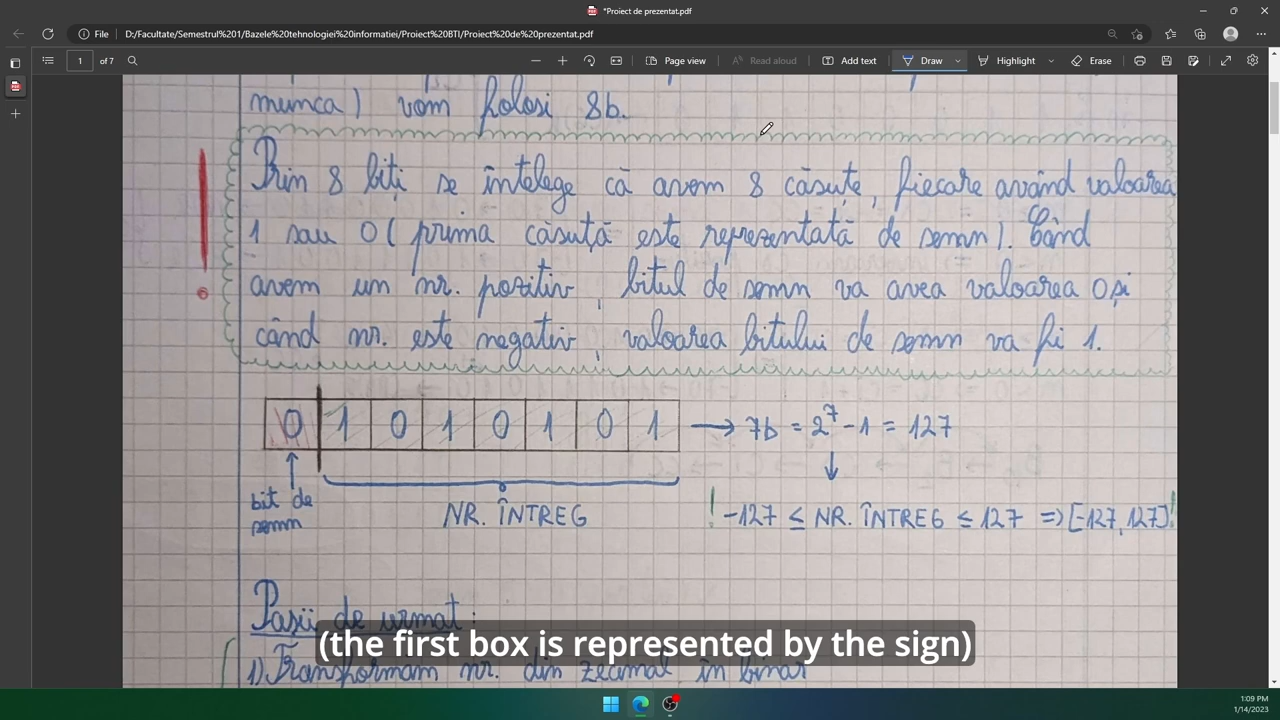 *Proiect de prezentat.pdf
File D:/Facultate/Semestrul%201/Bazele%20tehnologiei%20informatiei/Proiect%20BTI/Proiect%20de%20prezentat.pdf
1 of 7 Page view Read aloud Add text Draw Highlight Erase
munca) vom folosi 8b.
Prin 8 biți se întelege că avem 8 căsuțe, fiecare având valoarea
1 sau 0 ( prima căsuță este reprezentată de semn). Când
avem un nr. pozitiv, bitul de semn va avea valoarea 0 și
când nr. este negativ, valoarea bitului de semn va fi 1.
0 1 0 1 0 1 0 1 → 7b = 2⁷ - 1 = 127
↑ ↓
bit de
semn
NR. ÎNTREG
! -127 ≤ NR. ÎNTREG ≤ 127 => [-127, 127] !
Pașii de urmat :
(the first box is represented by the sign)
1) Transformam nr. din zecimal în binar
1:09 PM
1/14/2023